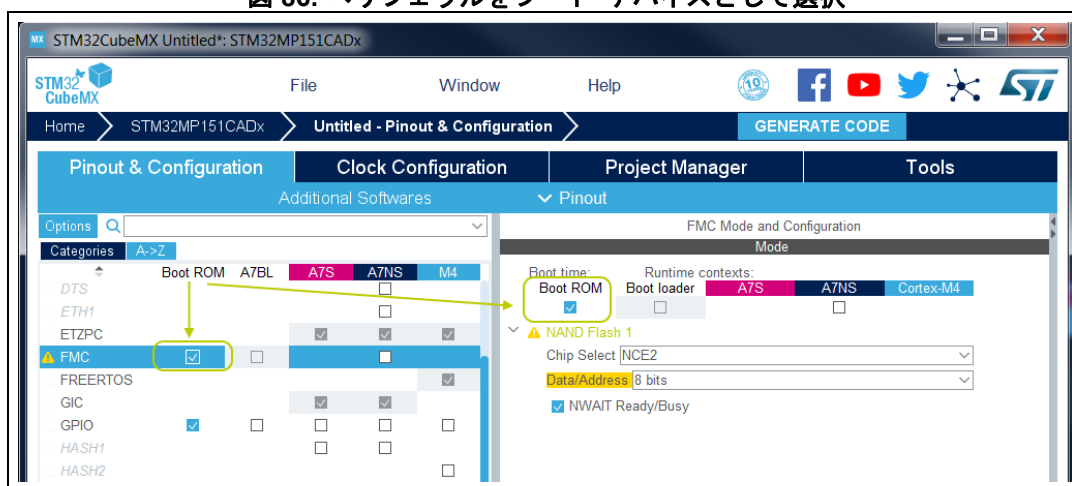 STM32CubeMX Untitled*: STM32MP151CADx
STM32 CubeMX
File Window Help
Home STM32MP151CADx Untitled - Pinout & Configuration GENERATE CODE
Pinout & Configuration Clock Configuration Project Manager Tools
Additional Softwares Pinout
Options
Categories A->Z
Boot ROM A7BL A7S A7NS M4
DTS
ETH1
ETZPC
FMC
FREERTOS
GIC
GPIO
HASH1
HASH2
FMC Mode and Configuration
Mode
Boot time: Runtime contexts:
Boot ROM Boot loader A7S A7NS Cortex-M4
NAND Flash 1
Chip Select NCE2
Data/Address 8 bits
NWAIT Ready/Busy